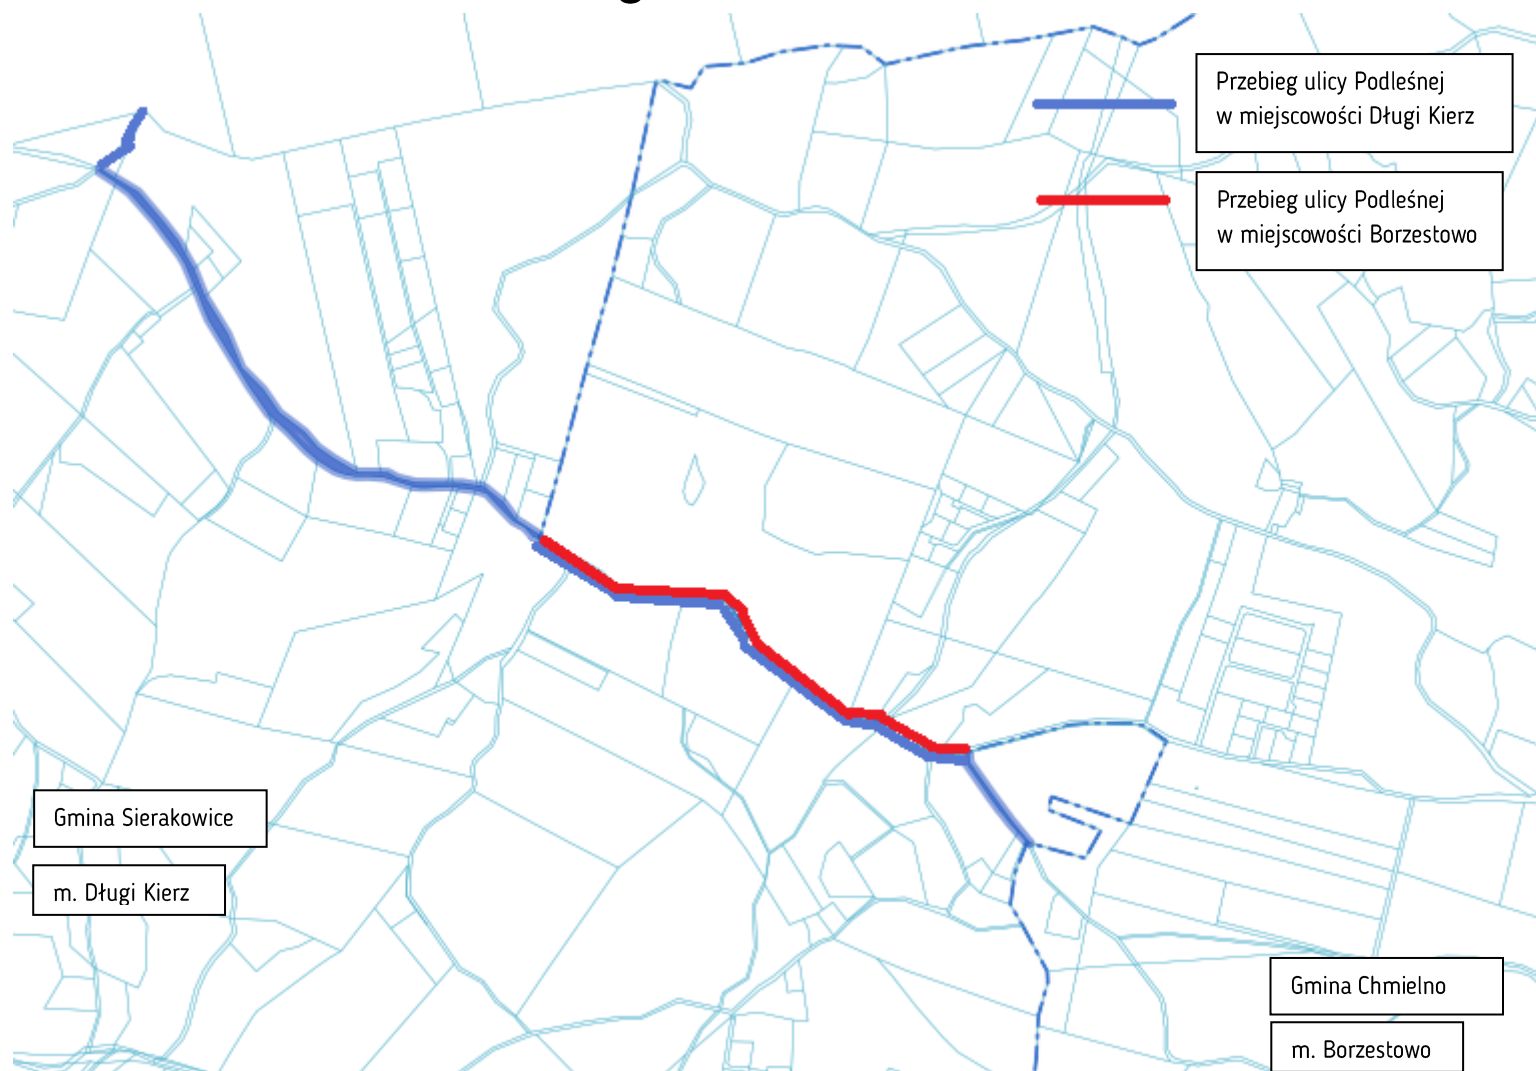 Przebieg ulicy Podleśnej
w miejscowości Długi Kierz
Przebieg ulicy Podleśnej
w miejscowości Borzestowo
Gmina Sierakowice
m. Długi Kierz
Gmina Chmielno
m. Borzestowo